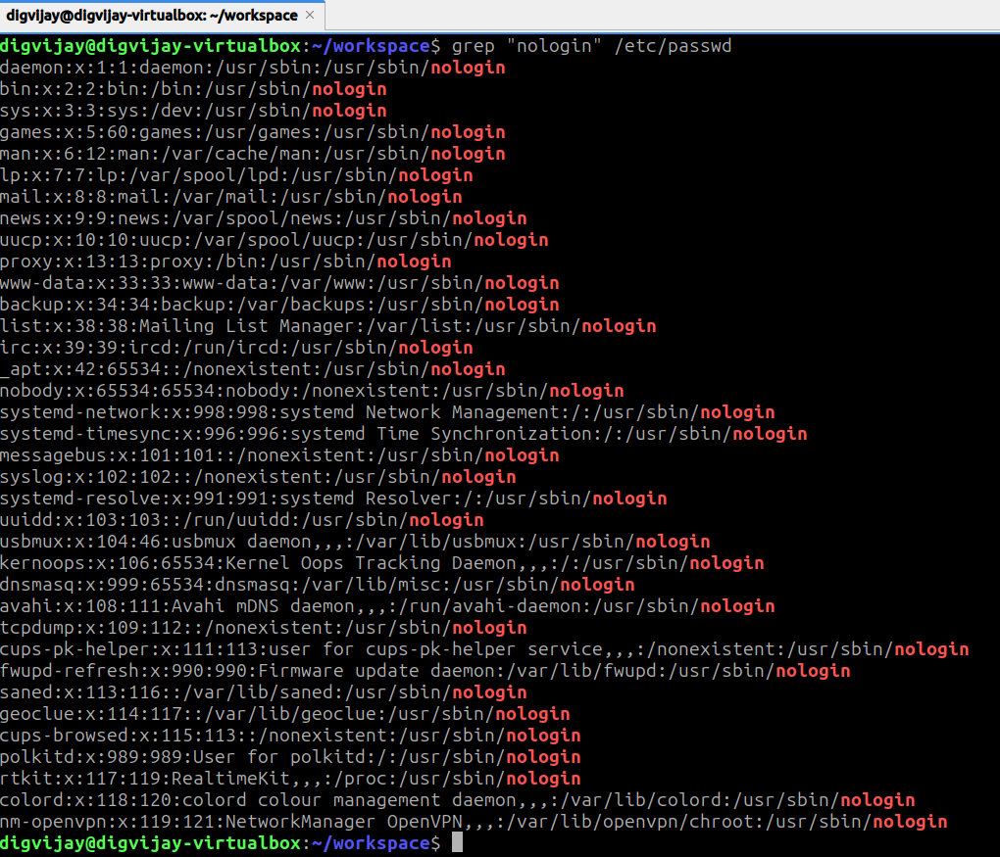 digvijay@digvijay-virtualbox: ~/workspace ×
digvijay@digvijay-virtualbox:~/workspace$ grep "nologin" /etc/passwd
daemon:x:1:1:daemon:/usr/sbin:/usr/sbin/nologin
bin:x:2:2:bin:/bin:/usr/sbin/nologin
sys:x:3:3:sys:/dev:/usr/sbin/nologin
games:x:5:60:games:/usr/games:/usr/sbin/nologin
man:x:6:12:man:/var/cache/man:/usr/sbin/nologin
lp:x:7:7:lp:/var/spool/lpd:/usr/sbin/nologin
mail:x:8:8:mail:/var/mail:/usr/sbin/nologin
news:x:9:9:news:/var/spool/news:/usr/sbin/nologin
uucp:x:10:10:uucp:/var/spool/uucp:/usr/sbin/nologin
proxy:x:13:13:proxy:/bin:/usr/sbin/nologin
www-data:x:33:33:www-data:/var/www:/usr/sbin/nologin
backup:x:34:34:backup:/var/backups:/usr/sbin/nologin
list:x:38:38:Mailing List Manager:/var/list:/usr/sbin/nologin
irc:x:39:39:ircd:/run/ircd:/usr/sbin/nologin
_apt:x:42:65534::/nonexistent:/usr/sbin/nologin
nobody:x:65534:65534:nobody:/nonexistent:/usr/sbin/nologin
systemd-network:x:998:998:systemd Network Management:/:/usr/sbin/nologin
systemd-timesync:x:996:996:systemd Time Synchronization:/:/usr/sbin/nologin
messagebus:x:101:101::/nonexistent:/usr/sbin/nologin
syslog:x:102:102::/nonexistent:/usr/sbin/nologin
systemd-resolve:x:991:991:systemd Resolver:/:/usr/sbin/nologin
uuidd:x:103:103::/run/uuidd:/usr/sbin/nologin
usbmux:x:104:46:usbmux daemon,,,:/var/lib/usbmux:/usr/sbin/nologin
kernoops:x:106:65534:Kernel Oops Tracking Daemon,,,:/:/usr/sbin/nologin
dnsmasq:x:999:65534:dnsmasq:/var/lib/misc:/usr/sbin/nologin
avahi:x:108:111:Avahi mDNS daemon,,,:/run/avahi-daemon:/usr/sbin/nologin
tcpdump:x:109:112::/nonexistent:/usr/sbin/nologin
cups-pk-helper:x:111:113:user for cups-pk-helper service,,,:/nonexistent:/usr/sbin/nologin
fwupd-refresh:x:990:990:Firmware update daemon:/var/lib/fwupd:/usr/sbin/nologin
saned:x:113:116::/var/lib/saned:/usr/sbin/nologin
geoclue:x:114:117::/var/lib/geoclue:/usr/sbin/nologin
cups-browsed:x:115:113::/nonexistent:/usr/sbin/nologin
polkitd:x:989:989:User for polkitd:/:/usr/sbin/nologin
rtkit:x:117:119:RealtimeKit,,,:/proc:/usr/sbin/nologin
colord:x:118:120:colord colour management daemon,,,:/var/lib/colord:/usr/sbin/nologin
nm-openvpn:x:119:121:NetworkManager OpenVPN,,,:/var/lib/openvpn/chroot:/usr/sbin/nologin
digvijay@digvijay-virtualbox:~/workspace$